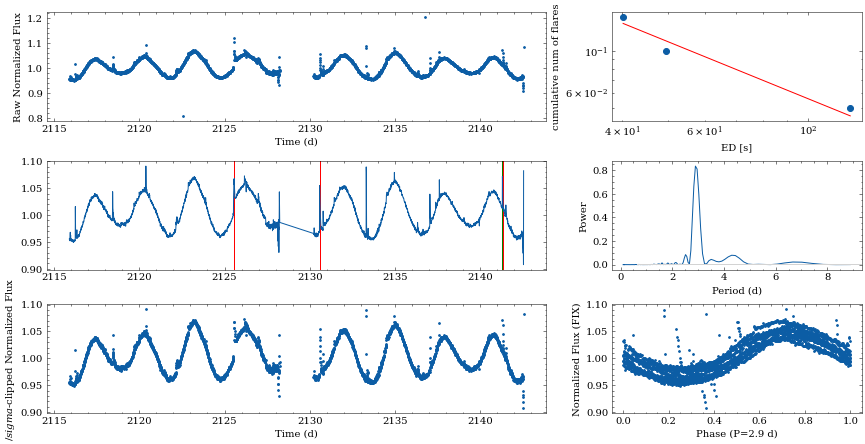 Raw Normalized Flux
1.2
1.1
1.0
0.9
0.8
2115 2120 2125 2130 2135 2140
Time (d)
cumulative num of flares
10⁻¹
6 × 10⁻²
4 × 10¹ 6 × 10¹ 10²
ED [s]
1.10
1.05
1.00
0.95
0.90
2115 2120 2125 2130 2135 2140
Power
0.8
0.6
0.4
0.2
0.0
0 2 4 6 8
Period (d)
/sigma-clipped Normalized Flux
1.10
1.05
1.00
0.95
0.90
2115 2120 2125 2130 2135 2140
Time (d)
Normalized Flux (FIX)
1.10
1.05
1.00
0.95
0.90
0.0 0.2 0.4 0.6 0.8 1.0
Phase (P=2.9 d)